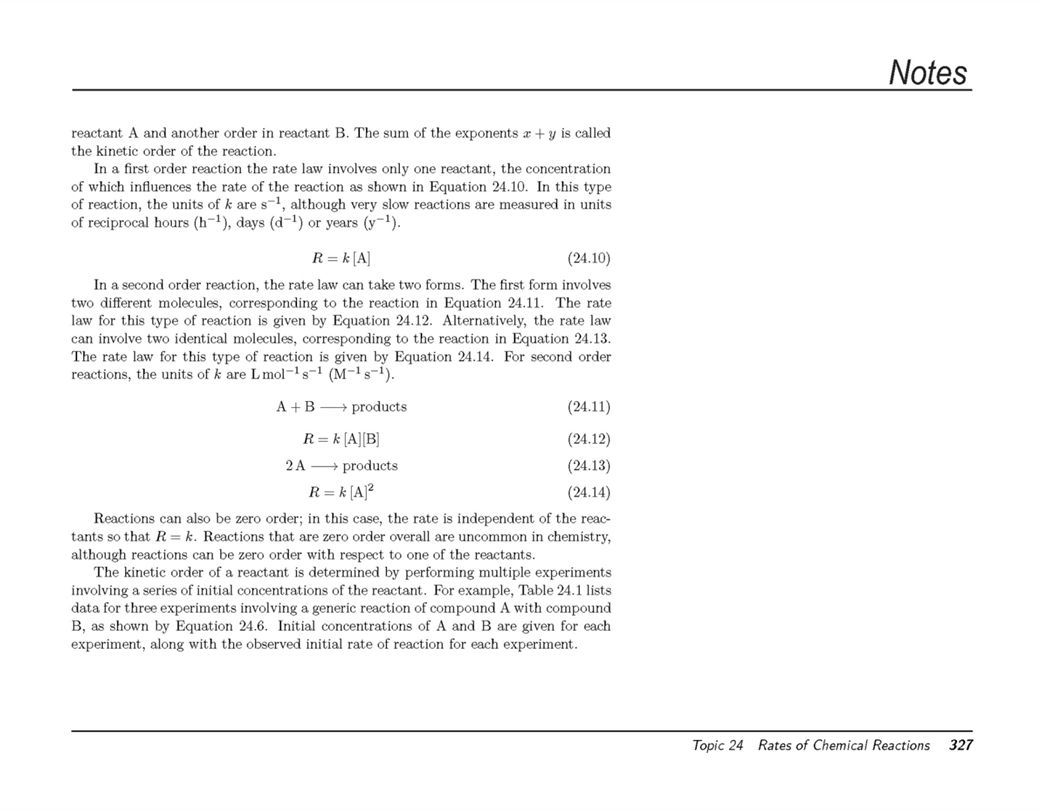 Notes
reactant A and another order in reactant B. The sum of the exponents x + y is called
the kinetic order of the reaction.
In a first order reaction the rate law involves only one reactant, the concentration
of which influences the rate of the reaction as shown in Equation 24.10. In this type
of reaction, the units of k are s⁻¹, although very slow reactions are measured in units
of reciprocal hours (h⁻¹), days (d⁻¹) or years (y⁻¹).
R = k [A] (24.10)
In a second order reaction, the rate law can take two forms. The first form involves
two different molecules, corresponding to the reaction in Equation 24.11. The rate
law for this type of reaction is given by Equation 24.12. Alternatively, the rate law
can involve two identical molecules, corresponding to the reaction in Equation 24.13.
The rate law for this type of reaction is given by Equation 24.14. For second order
reactions, the units of k are L mol⁻¹ s⁻¹ (M⁻¹ s⁻¹).
A + B ⟶ products (24.11)
R = k [A][B] (24.12)
2 A ⟶ products (24.13)
R = k [A]² (24.14)
Reactions can also be zero order; in this case, the rate is independent of the reac-
tants so that R = k. Reactions that are zero order overall are uncommon in chemistry,
although reactions can be zero order with respect to one of the reactants.
The kinetic order of a reactant is determined by performing multiple experiments
involving a series of initial concentrations of the reactant. For example, Table 24.1 lists
data for three experiments involving a generic reaction of compound A with compound
B, as shown by Equation 24.6. Initial concentrations of A and B are given for each
experiment, along with the observed initial rate of reaction for each experiment.
Topic 24 Rates of Chemical Reactions 327